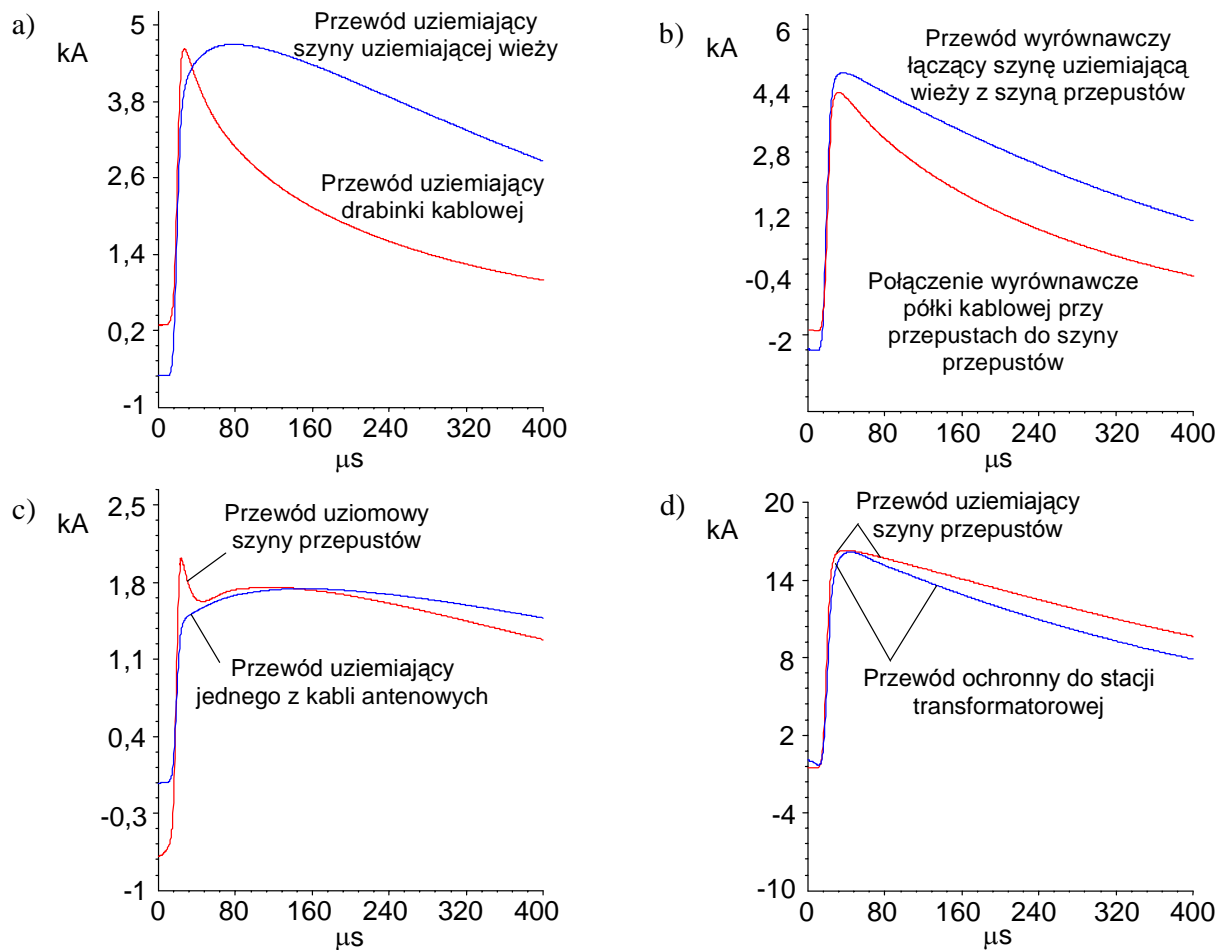 a)
kA
5
3,8
2,6
1,4
0,2
-1
Przewód uziemiający
szyny uziemiającej wieży
Przewód uziemiający
drabinki kablowej
0 80 160 240 320 400
µs
b)
kA
6
4,4
2,8
1,2
-0,4
-2
Przewód wyrównawczy
łączący szynę uziemiającą
wieży z szyną przepustów
Połączenie wyrównawcze
półki kablowej przy
przepustach do szyny
przepustów
0 80 160 240 320 400
µs
c)
kA
2,5
1,8
1,1
0,4
-0,3
-1
Przewód uziomowy
szyny przepustów
Przewód uziemiający
jednego z kabli antenowych
0 80 160 240 320 400
µs
d)
kA
20
14
8
2
-4
-10
Przewód uziemiający
szyny przepustów
Przewód ochronny do stacji
transformatorowej
0 80 160 240 320 400
µs